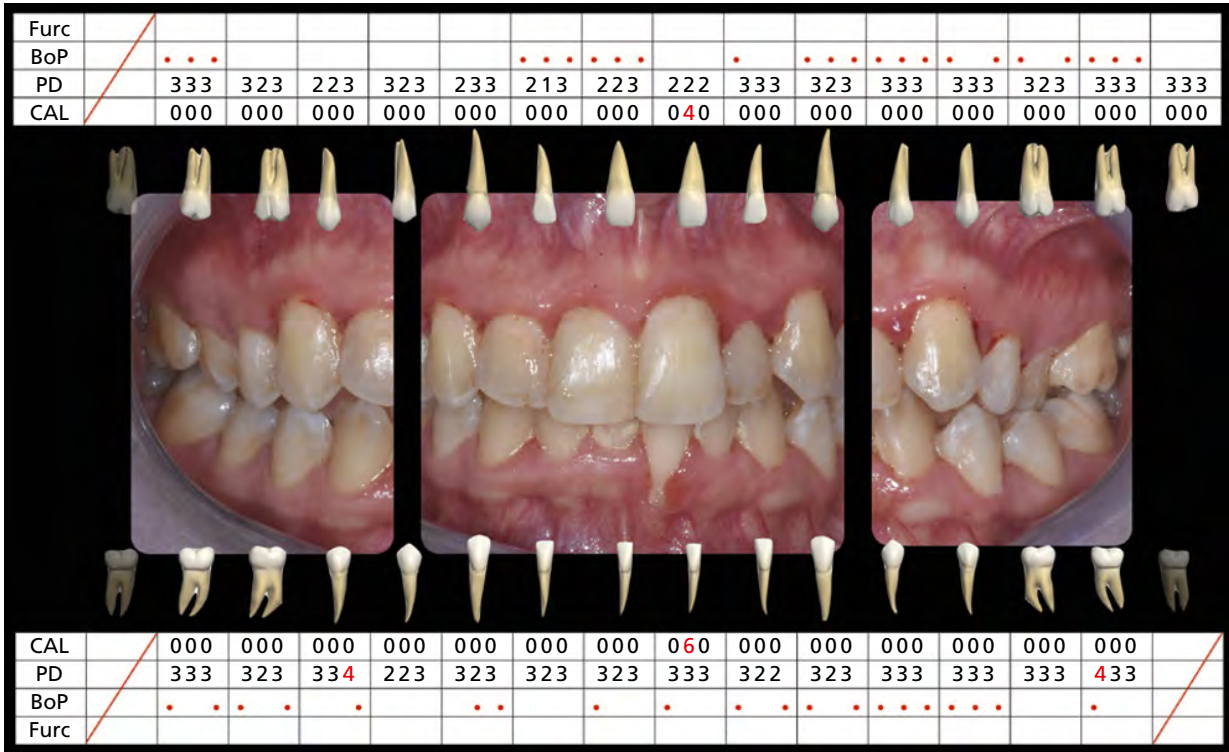 Furc
BoP
PD 333 323 223 323 233 213 223 222 333 323 333 333 323 333 333
CAL 000 000 000 000 000 000 000 040 000 000 000 000 000 000 000
CAL 000 000 000 000 000 000 000 060 000 000 000 000 000 000
PD 333 323 334 223 323 323 323 333 322 323 333 333 333 433
BoP
Furc